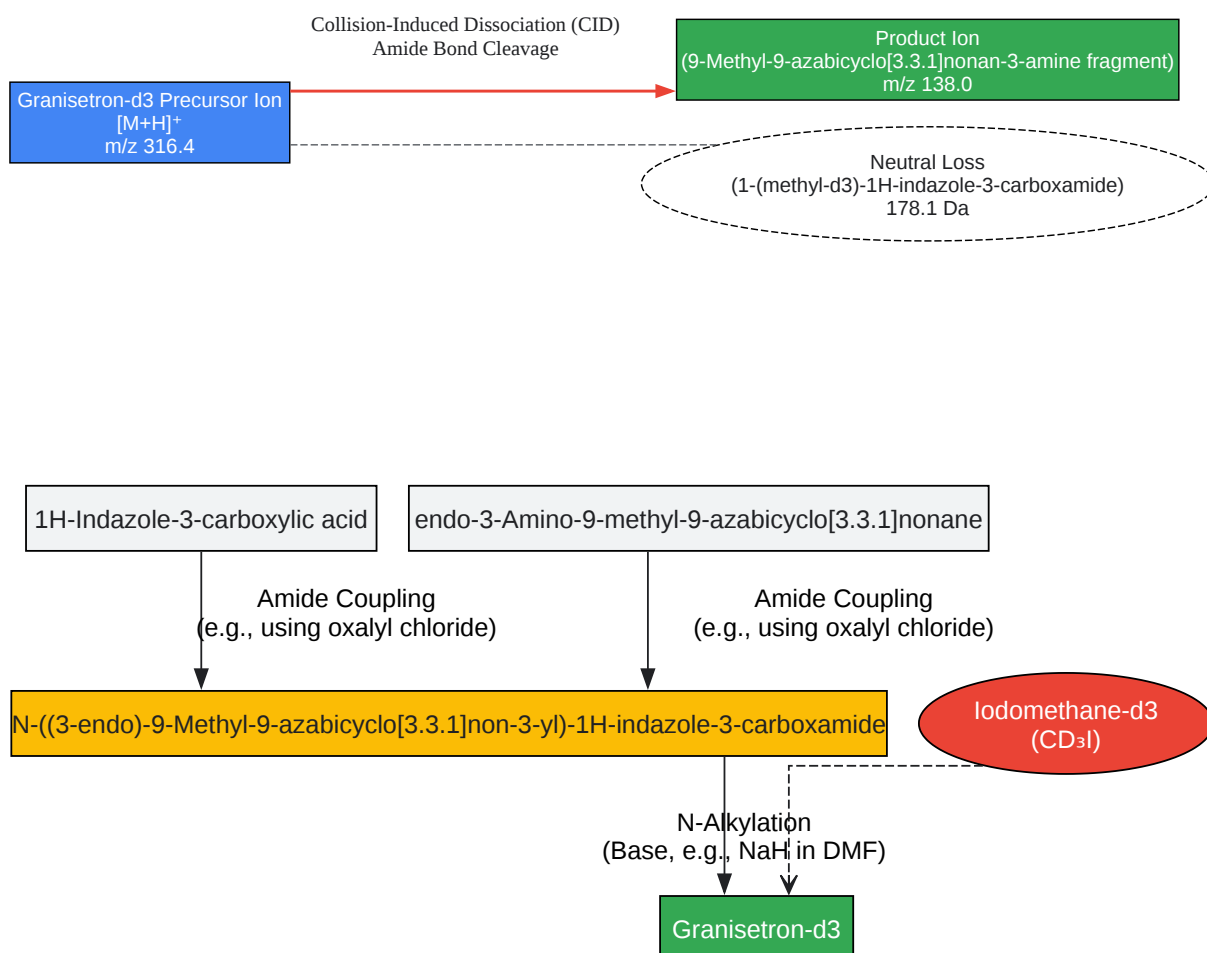 Collision-Induced Dissociation (CID)
Amide Bond Cleavage
Granisetron-d3 Precursor Ion
[M+H]⁺
m/z 316.4
Product Ion
(9-Methyl-9-azabicyclo[3.3.1]nonan-3-amine fragment)
m/z 138.0
Neutral Loss
(1-(methyl-d3)-1H-indazole-3-carboxamide)
178.1 Da
1H-Indazole-3-carboxylic acid
endo-3-Amino-9-methyl-9-azabicyclo[3.3.1]nonane
Amide Coupling
(e.g., using oxalyl chloride)
Amide Coupling
(e.g., using oxalyl chloride)
N-((3-endo)-9-Methyl-9-azabicyclo[3.3.1]non-3-yl)-1H-indazole-3-carboxamide
Iodomethane-d3
(CD₃I)
N-Alkylation
(Base, e.g., NaH in DMF)
Granisetron-d3